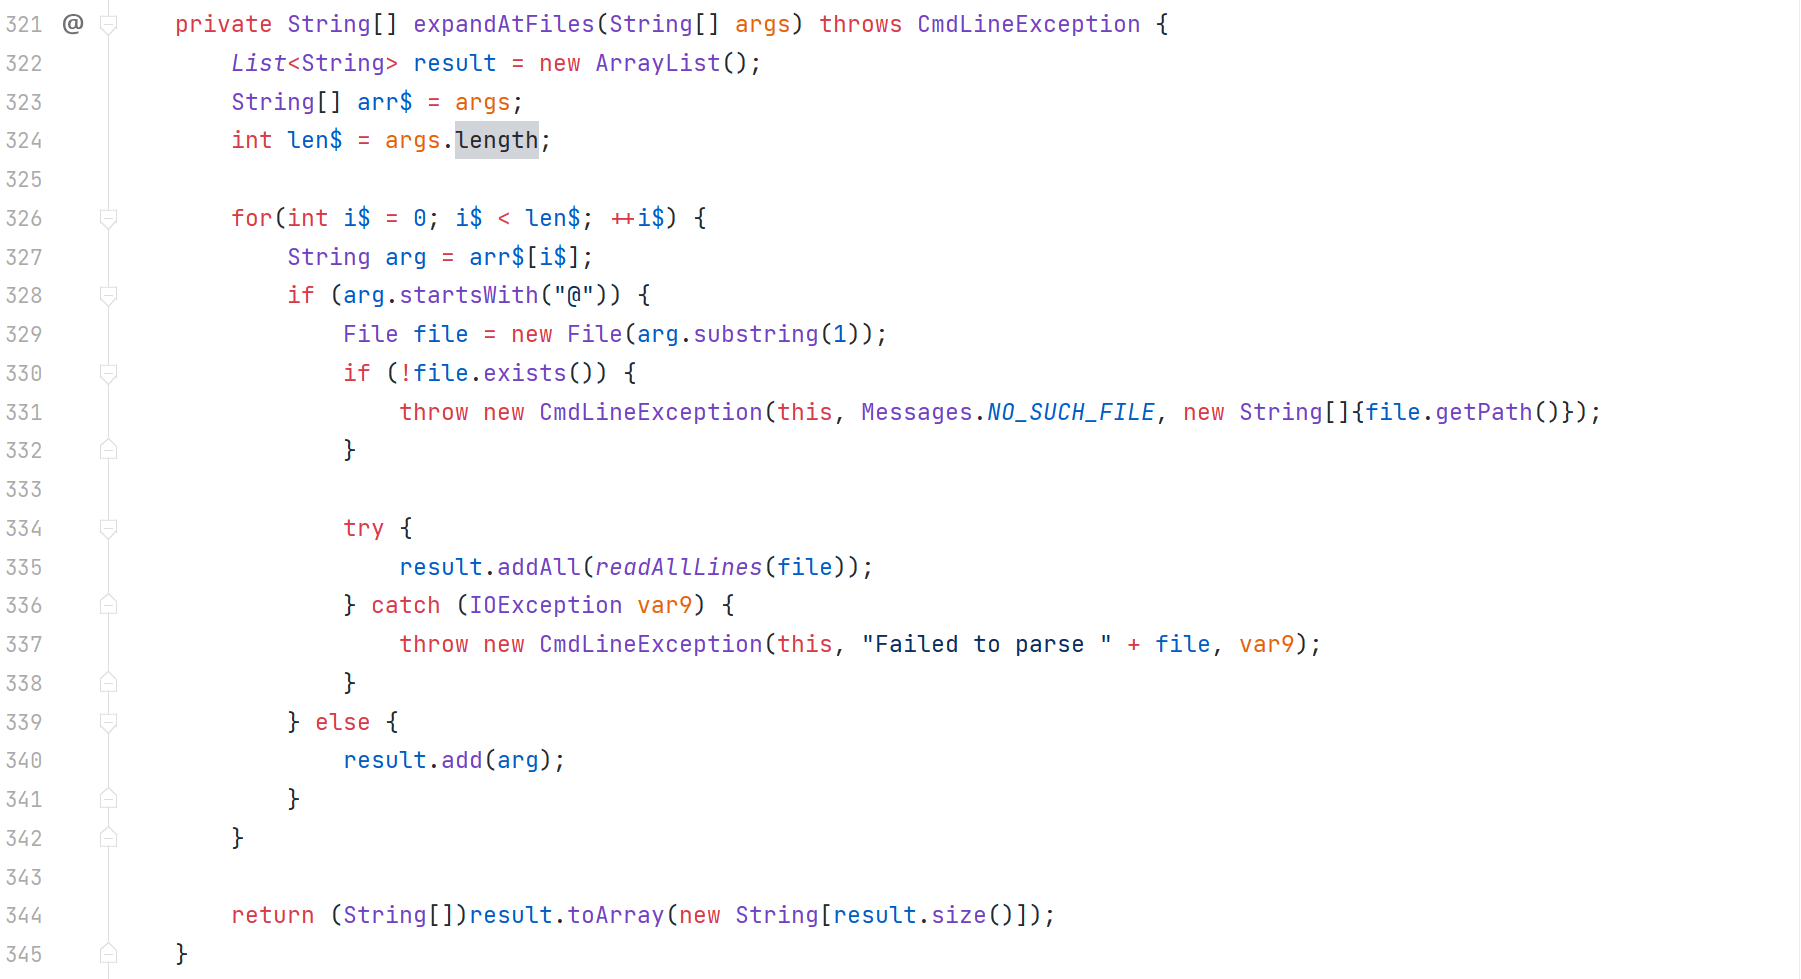 321 @ private String[] expandAtFiles(String[] args) throws CmdLineException {
322 List<String> result = new ArrayList();
323 String[] arr$ = args;
324 int len$ = args.length;
325
326 for(int i$ = 0; i$ < len$; ++i$) {
327 String arg = arr$[i$];
328 if (arg.startsWith("@")) {
329 File file = new File(arg.substring(1));
330 if (!file.exists()) {
331 throw new CmdLineException(this, Messages.NO_SUCH_FILE, new String[]{file.getPath()});
332 }
333
334 try {
335 result.addAll(readAllLines(file));
336 } catch (IOException var9) {
337 throw new CmdLineException(this, "Failed to parse " + file, var9);
338 }
339 } else {
340 result.add(arg);
341 }
342 }
343
344 return (String[])result.toArray(new String[result.size()]);
345 }